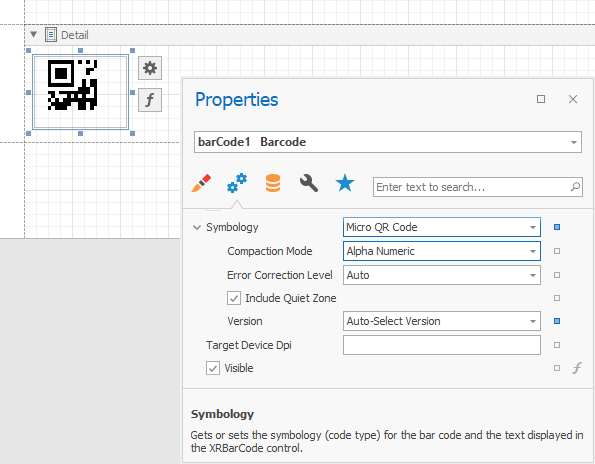 Detail
f
Properties
barCode1 Barcode
Enter text to search...
Symbology Micro QR Code
Compaction Mode Alpha Numeric
Error Correction Level Auto
Include Quiet Zone
Version Auto-Select Version
Target Device Dpi
Visible f
Symbology
Gets or sets the symbology (code type) for the bar code and the text displayed in
the XRBarCode control.